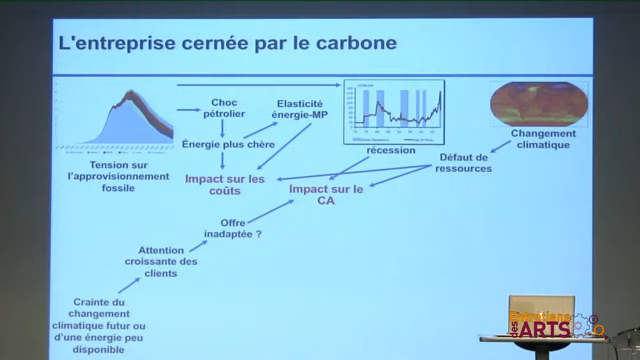 L'entreprise cernée par le carbone
Choc
pétrolier
Elasticité
énergie-MP
Énergie plus chère
récession
Changement
climatique
Tension sur
l'approvisionnement
fossile
Impact sur les
coûts
Impact sur le
CA
Défaut de
ressources
Offre
inadaptée ?
Attention
croissante des
clients
Crainte du
changement
climatique futur ou
d'une énergie peu
disponible
Entretiens
des ARTS